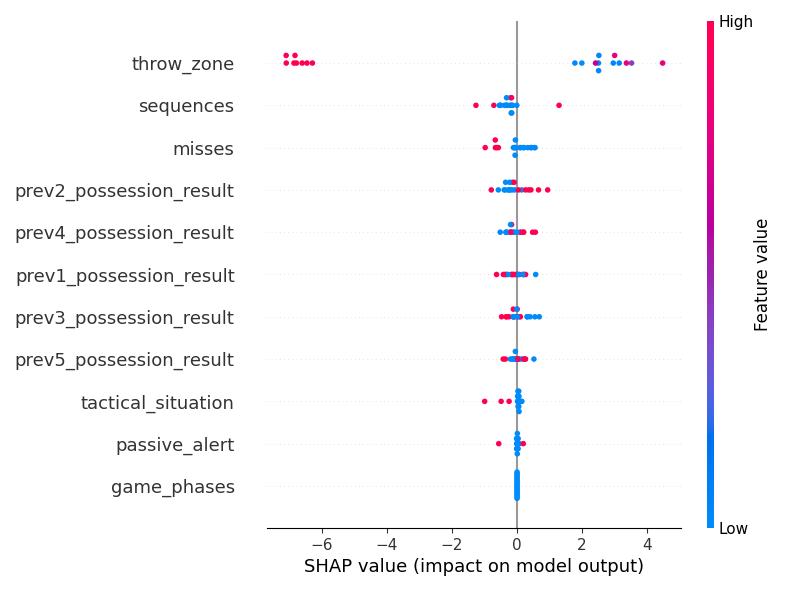 High
throw_zone
sequences
misses
prev2_possession_result
prev4_possession_result
prev1_possession_result
prev3_possession_result
prev5_possession_result
tactical_situation
passive_alert
game_phases
Feature value
Low
−6 −4 −2 0 2 4
SHAP value (impact on model output)